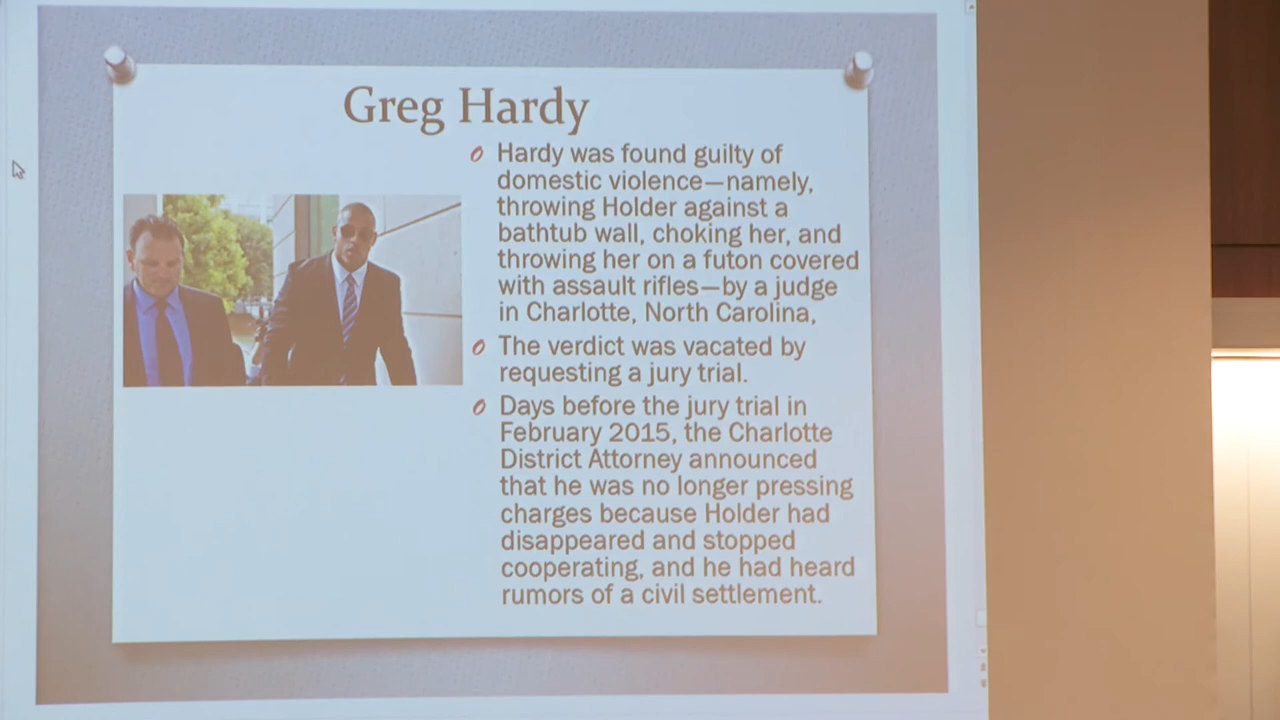 Greg Hardy
Hardy was found guilty of
domestic violence—namely,
throwing Holder against a
bathtub wall, choking her, and
throwing her on a futon covered
with assault rifles—by a judge
in Charlotte, North Carolina,
The verdict was vacated by
requesting a jury trial.
Days before the jury trial in
February 2015, the Charlotte
District Attorney announced
that he was no longer pressing
charges because Holder had
disappeared and stopped
cooperating, and he had heard
rumors of a civil settlement.